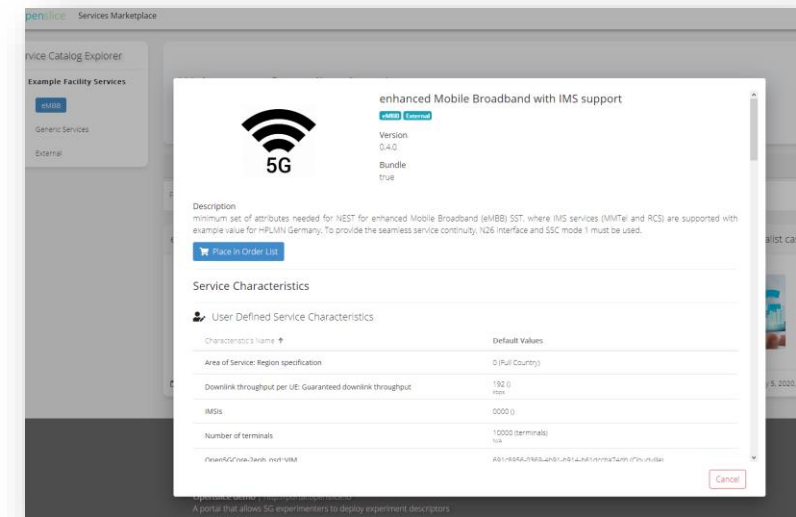 openslice Services Marketplace
Service Catalog Explorer
Example Facility Services
eMBB
Generic Services
External
5G
enhanced Mobile Broadband with IMS support
eMBB External
Version
0.4.0
Bundle
true
Description
minimum set of attributes needed for NEST for enhanced Mobile Broadband (eMBB) SST, where IMS services (MMTel and RCS) are supported with
example value for HPLMN Germany. To provide the seamless service continuity, N26 interface and SSC mode 1 must be used.
Place in Order List
Service Characteristics
User Defined Service Characteristics
Characteristic's Name Default Values
Area of Service: Region specification 0 (Full Country)
Downlink throughput per UE: Guaranteed downlink throughput 192 ()
kbps
IMSIs 0000 ()
Number of terminals 10000 (terminals)
N/A
Cancel
A portal that allows 5G experimenters to deploy experiment descriptors